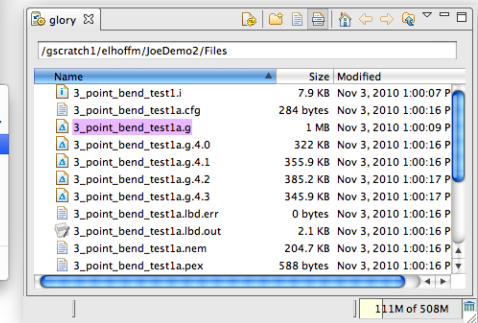 glory
/gscratch1/elhoffm/JoeDemo2/Files
Name Size Modified
3_point_bend_test1.i 7.9 KB Nov 3, 2010 1:00:07 P
3_point_bend_test1a.cfg 284 bytes Nov 3, 2010 1:00:16 P
3_point_bend_test1a.g 1 MB Nov 3, 2010 1:00:09 P
3_point_bend_test1a.g.4.0 322 KB Nov 3, 2010 1:00:16 P
3_point_bend_test1a.g.4.1 355.9 KB Nov 3, 2010 1:00:16 P
3_point_bend_test1a.g.4.2 385.2 KB Nov 3, 2010 1:00:17 P
3_point_bend_test1a.g.4.3 345.9 KB Nov 3, 2010 1:00:17 P
3_point_bend_test1a.lbd.err 0 bytes Nov 3, 2010 1:00:16 P
3_point_bend_test1a.lbd.out 2.1 KB Nov 3, 2010 1:00:16 P
3_point_bend_test1a.nem 204.7 KB Nov 3, 2010 1:00:16 P
3_point_bend_test1a.pex 588 bytes Nov 3, 2010 1:00:16 P
111M of 508M